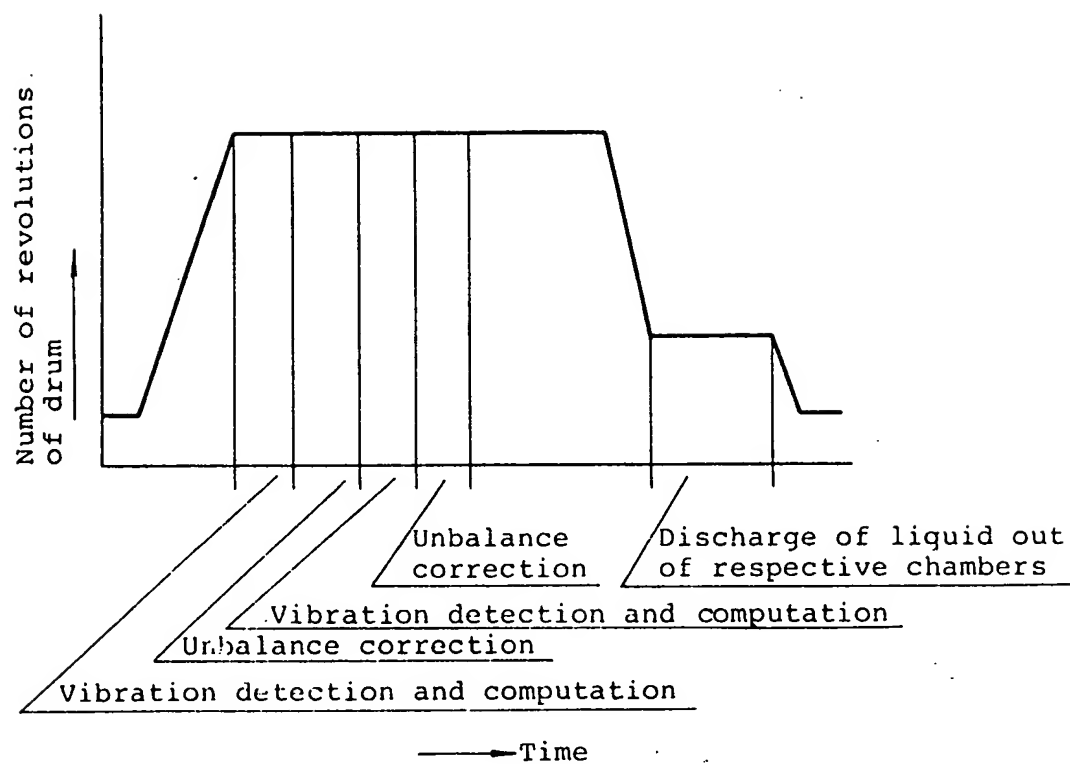 Number of revolutions
of drum
Unbalance
correction
Discharge of liquid out
of respective chambers
Vibration detection and computation
Unbalance correction
Vibration detection and computation
Time